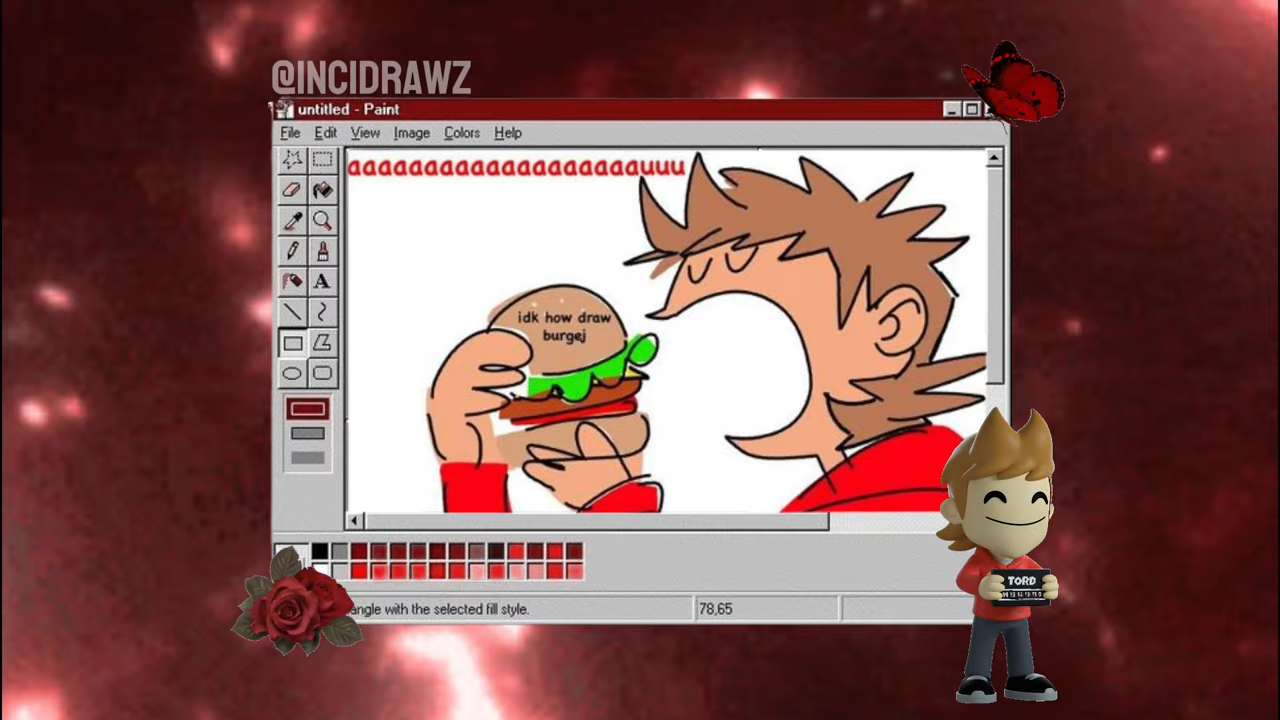 @INCIDRAWZ
untitled - Paint
File Edit View Image Colors Help
aaaaaaaaaaaaaaaaaaaauuu
idk how draw
burgej
A
TORD
angle with the selected fill style.
78,65